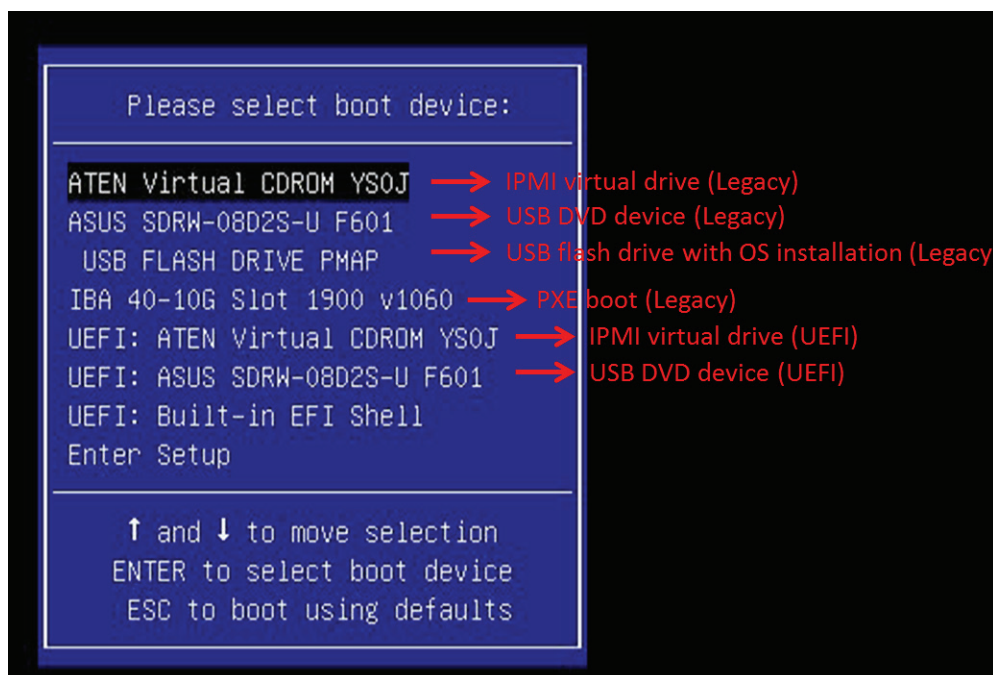 Please select boot device:
ATEN Virtual CDROM YS0J → IPMI virtual drive (Legacy)
ASUS SDRW-08D2S-U F601 → USB DVD device (Legacy)
USB FLASH DRIVE PMAP → USB flash drive with OS installation (Legacy
IBA 40-10G Slot 1900 v1060 → PXE boot (Legacy)
UEFI: ATEN Virtual CDROM YS0J → IPMI virtual drive (UEFI)
UEFI: ASUS SDRW-08D2S-U F601 → USB DVD device (UEFI)
UEFI: Built-in EFI Shell
Enter Setup
↑ and ↓ to move selection
ENTER to select boot device
ESC to boot using defaults